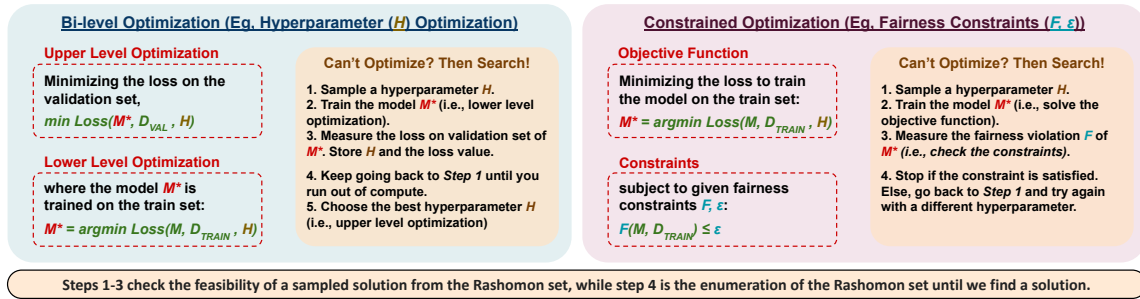 Bi-level Optimization (Eg, Hyperparameter (H) Optimization)
Upper Level Optimization
Minimizing the loss on the
validation set,
min Loss(M*, D_VAL , H)
Lower Level Optimization
where the model M* is
trained on the train set:
M* = argmin Loss(M, D_TRAIN , H)
Can't Optimize? Then Search!
1. Sample a hyperparameter H.
2. Train the model M* (i.e., lower level
optimization).
3. Measure the loss on validation set of
M*. Store H and the loss value.
4. Keep going back to Step 1 until you
run out of compute.
5. Choose the best hyperparameter H
(i.e., upper level optimization)
Constrained Optimization (Eg, Fairness Constraints (F, ε))
Objective Function
Minimizing the loss to train
the model on the train set:
M* = argmin Loss(M, D_TRAIN , H)
Constraints
subject to given fairness
constraints F, ε:
F(M, D_TRAIN) ≤ ε
Can't Optimize? Then Search!
1. Sample a hyperparameter H.
2. Train the model M* (i.e., solve the
objective function).
3. Measure the fairness violation F of
M* (i.e., check the constraints).
4. Stop if the constraint is satisfied.
Else, go back to Step 1 and try again
with a different hyperparameter.
Steps 1-3 check the feasibility of a sampled solution from the Rashomon set, while step 4 is the enumeration of the Rashomon set until we find a solution.